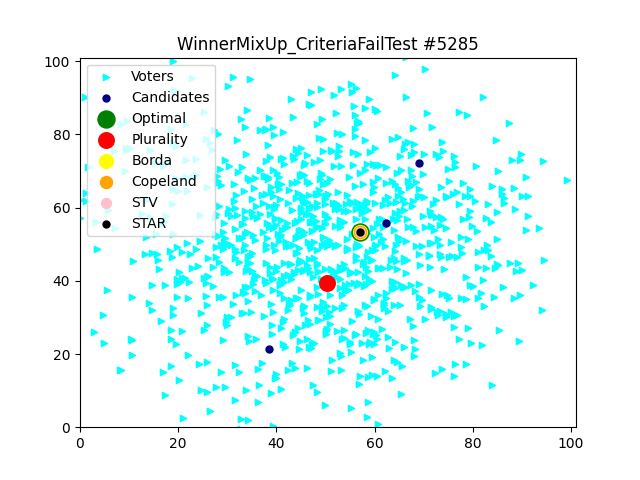 WinnerMixUp_CriteriaFailTest #5285
100
80
60
40
20
0
Voters
Candidates
Optimal
Plurality
Borda
Copeland
STV
STAR
0 20 40 60 80 100